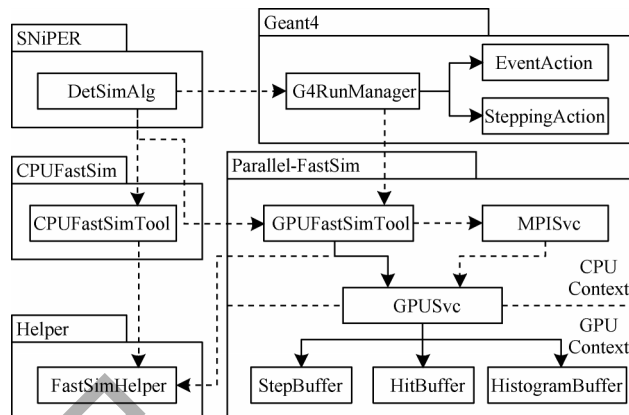 SNiPER
DetSimAlg
Geant4
G4RunManager
EventAction
SteppingAction
CPUFastSim
CPUFastSimTool
Parallel-FastSim
GPUFastSimTool
MPISvc
CPU
Context
GPUSvc
GPU
Context
Helper
FastSimHelper
StepBuffer
HitBuffer
HistogramBuffer